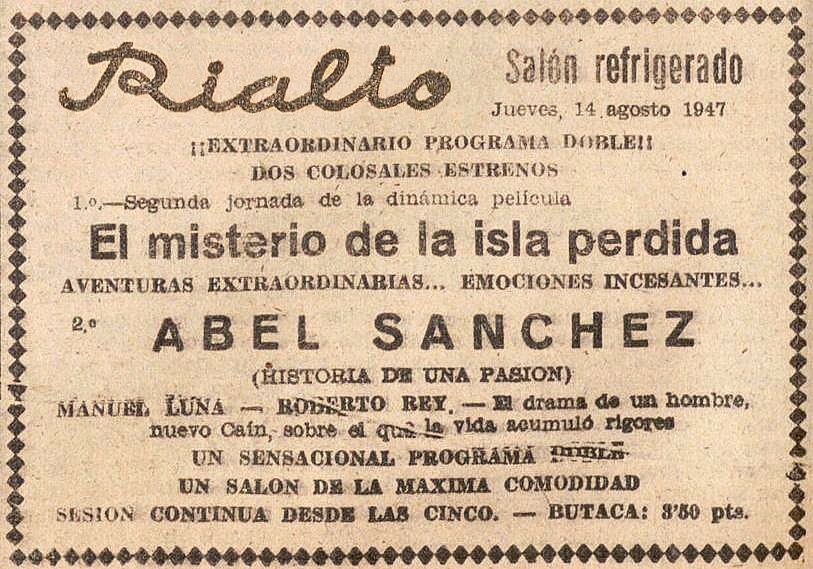 Rialto
Salón refrigerado
Jueves, 14 agosto 1947
¡¡EXTRAORDINARIO PROGRAMA DOBLE!!
DOS COLOSALES ESTRENOS
1.º.—Segunda jornada de la dinámica película
El misterio de la isla perdida
AVENTURAS EXTRAORDINARIAS... EMOCIONES INCESANTES...
2.º ABEL SANCHEZ
(HISTORIA DE UNA PASION)
MANUEL LUNA — ROBERTO REY. — El drama de un hombre,
nuevo Caín, sobre el que la vida acumuló rigores
UN SENSACIONAL PROGRAMA DOBLE
UN SALON DE LA MAXIMA COMODIDAD
SESION CONTINUA DESDE LAS CINCO. — BUTACA: 3'50 pts.